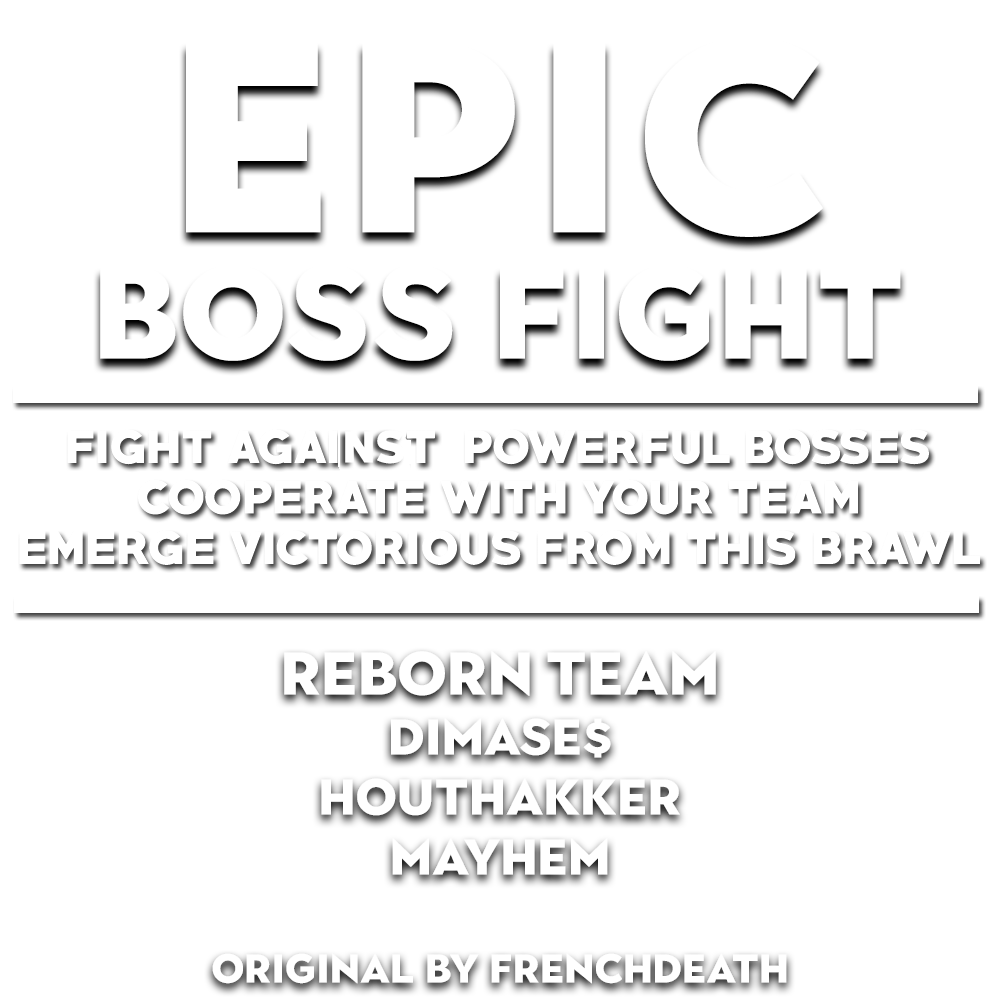 EPIC
BOSS FIGHT
FIGHT AGAINST POWERFUL BOSSES
COOPERATE WITH YOUR TEAM
EMERGE VICTORIOUS FROM THIS BRAWL
REBORN TEAM
DIMASE$
HOUTHAKKER
MAYHEM
ORIGINAL BY FRENCHDEATH